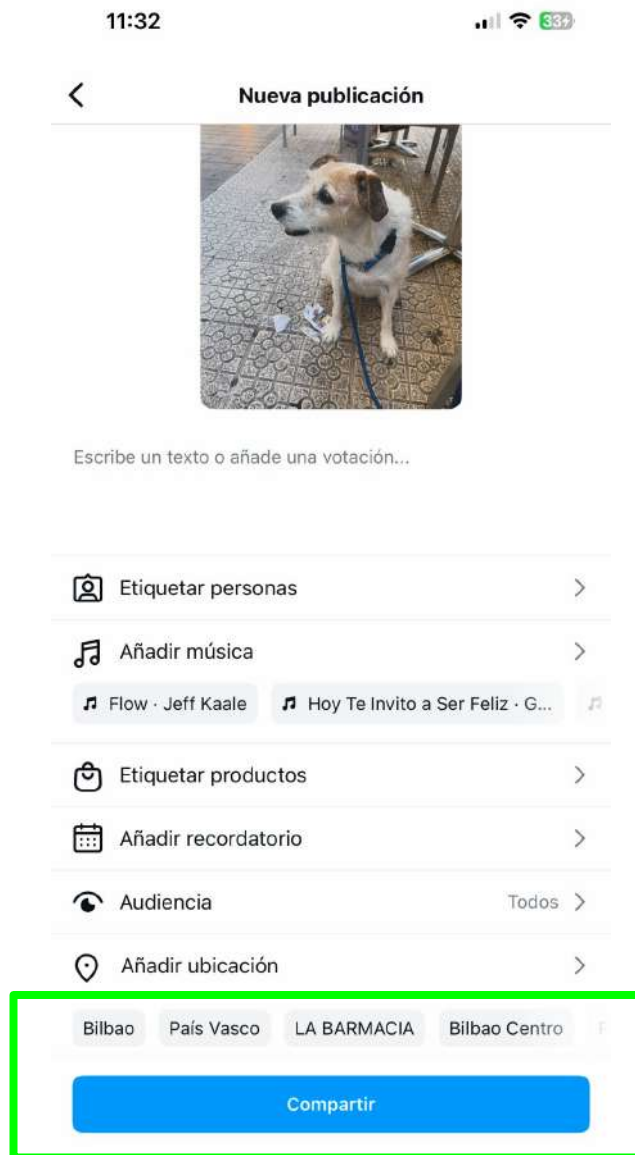 11:32
33
Nueva publicación
Escribe un texto o añade una votación...
Etiquetar personas
Añadir música
Flow · Jeff Kaale Hoy Te Invito a Ser Feliz · G...
Etiquetar productos
Añadir recordatorio
Audiencia Todos
Añadir ubicación
Bilbao País Vasco LA BARMACIA Bilbao Centro
Compartir